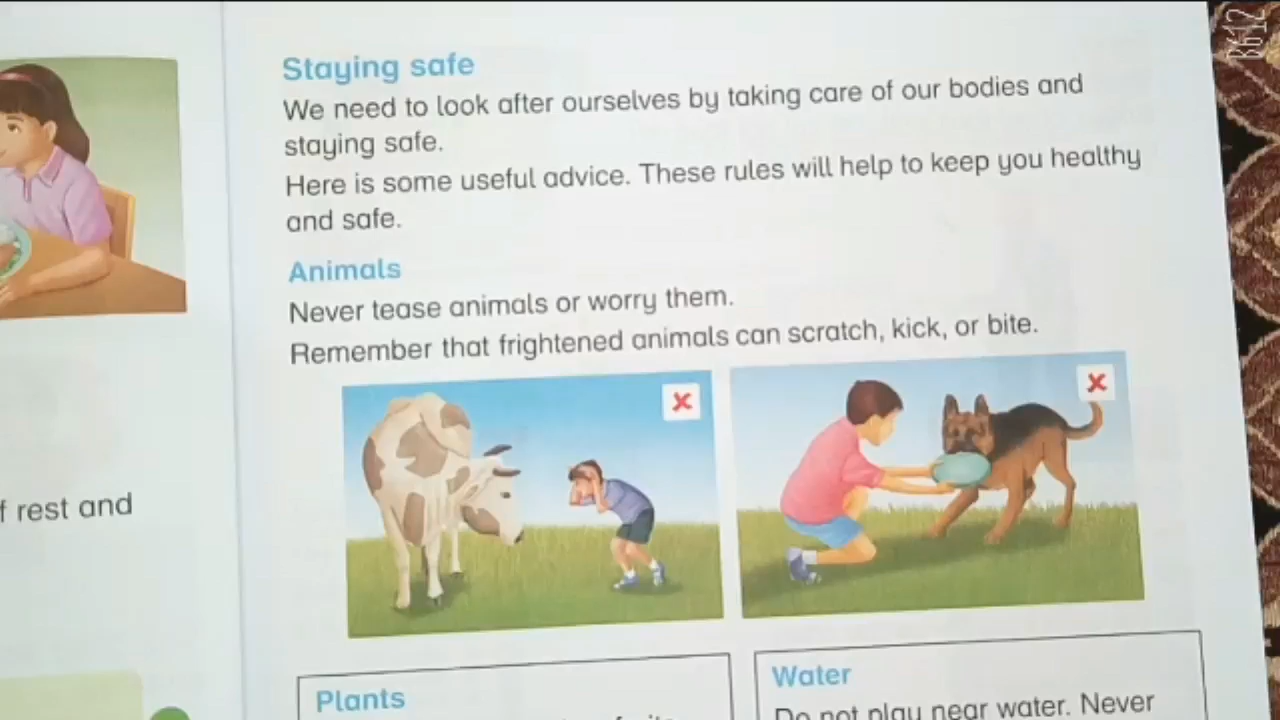 Staying safe
We need to look after ourselves by taking care of our bodies and
staying safe.
Here is some useful advice. These rules will help to keep you healthy
and safe.
Animals
Never tease animals or worry them.
Remember that frightened animals can scratch, kick, or bite.
f rest and
Plants
Water
Do not play near water. Never
B612